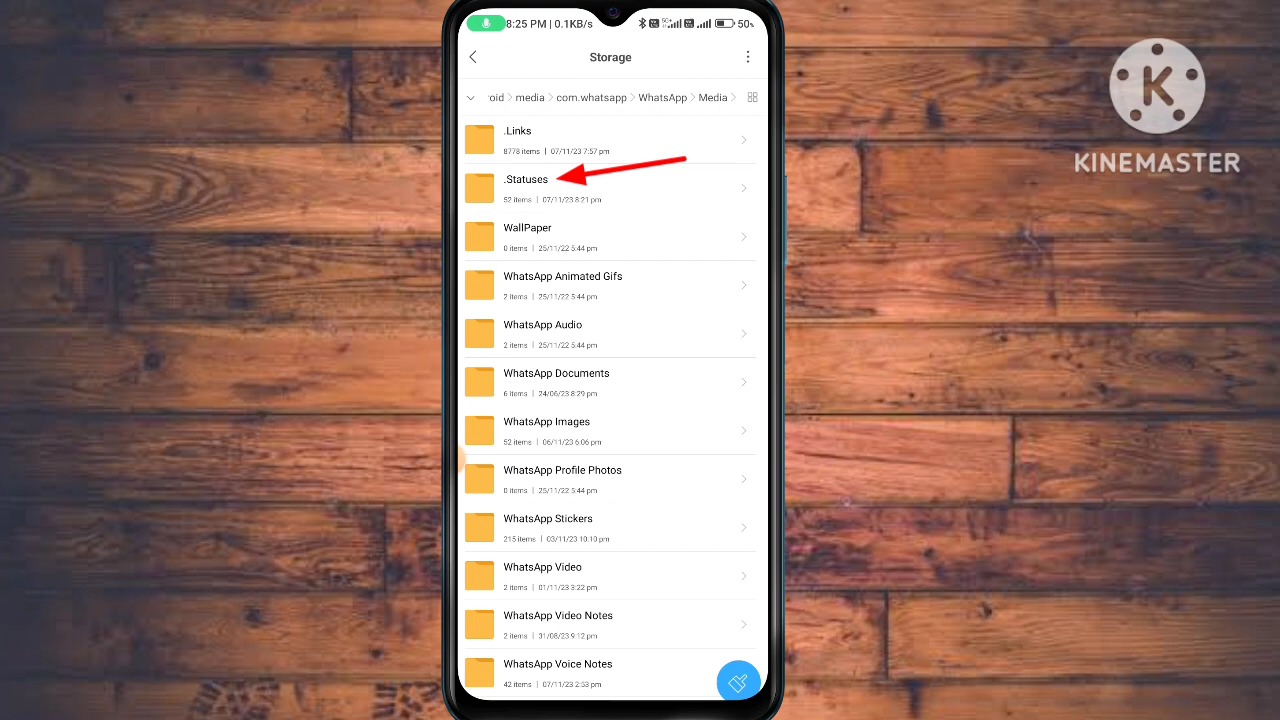 8:25 PM | 0.1KB/s 50%
Storage
oid > media > com.whatsapp > WhatsApp > Media >
.Links
8778 items | 07/11/23 7:57 pm
.Statuses
52 items | 07/11/23 8:21 pm
WallPaper
0 items | 25/11/22 5:44 pm
WhatsApp Animated Gifs
2 items | 25/11/22 5:44 pm
WhatsApp Audio
2 items | 25/11/22 5:44 pm
WhatsApp Documents
6 items | 24/06/23 8:29 pm
WhatsApp Images
52 items | 06/11/23 6:06 pm
WhatsApp Profile Photos
0 items | 25/11/22 5:44 pm
WhatsApp Stickers
215 items | 03/11/23 10:10 pm
WhatsApp Video
2 items | 01/11/23 3:22 pm
WhatsApp Video Notes
2 items | 31/08/23 9:12 pm
WhatsApp Voice Notes
42 items | 07/11/23 2:53 pm
K
KINEMASTER